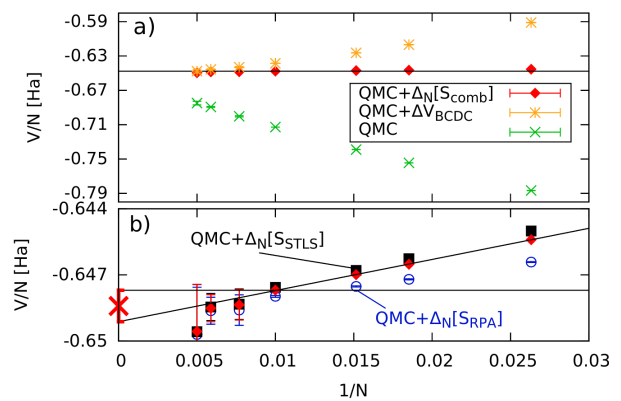 a)
-0.59
-0.63
-0.67
-0.71
-0.75
-0.79
V/N [Ha]
QMC+Δ_N[S_comb]
QMC+ΔV_BCDC
QMC
b)
-0.644
-0.647
-0.65
V/N [Ha]
QMC+Δ_N[S_STLS]
QMC+Δ_N[S_RPA]
0 0.005 0.01 0.015 0.02 0.025 0.03
1/N